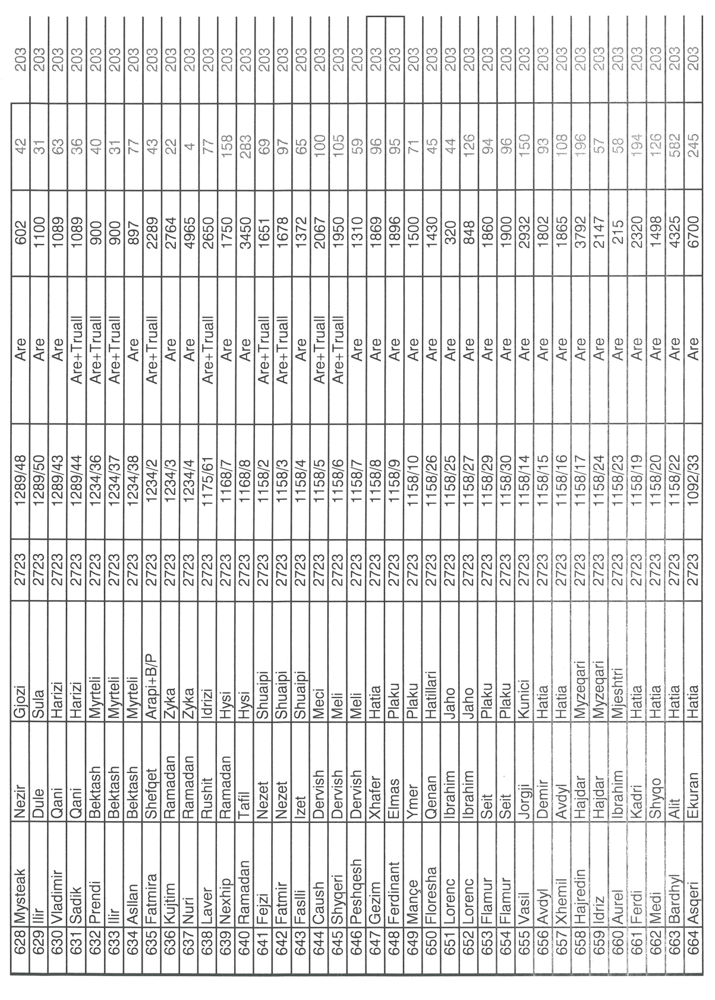 628 Mysteak Nezir Gjozi 2723 1289/48 Are 602 42 203
629 Ilir Dule Sula 2723 1289/50 Are 1100 31 203
630 Vladimir Qani Harizi 2723 1289/43 Are 1089 63 203
631 Sadik Qani Harizi 2723 1289/44 Are+Truall 1089 36 203
632 Prendi Bektash Myrteli 2723 1234/36 Are+Truall 900 40 203
633 Ilir Bektash Myrteli 2723 1234/37 Are+Truall 900 31 203
634 Asllan Bektash Myrteli 2723 1234/38 Are 897 77 203
635 Fatmira Shefqet Arapi+B/P 2723 1234/2 Are+Truall 2289 43 203
636 Kujtim Ramadan Zyka 2723 1234/3 Are 2764 22 203
637 Nuri Ramadan Zyka 2723 1234/4 Are 4965 4 203
638 Laver Rushit Idrizi 2723 1175/61 Are+Truall 2650 77 203
639 Nexhip Ramadan Hysi 2723 1168/7 Are 1750 158 203
640 Ramadan Tafil Hysi 2723 1168/8 Are 3450 283 203
641 Fejzi Nezet Shuaipi 2723 1158/2 Are+Truall 1651 69 203
642 Fatmir Nezet Shuaipi 2723 1158/3 Are+Truall 1678 97 203
643 Faslli Izet Shuaipi 2723 1158/4 Are 1372 65 203
644 Caush Dervish Meci 2723 1158/5 Are+Truall 2067 100 203
645 Shyqeri Dervish Meli 2723 1158/6 Are+Truall 1950 105 203
646 Peshqesh Dervish Meli 2723 1158/7 Are 1310 59 203
647 Gezim Xhafer Hatia 2723 1158/8 Are 1869 96 203
648 Ferdinant Elmas Plaku 2723 1158/9 Are 1896 95 203
649 Mançe Ymer Plaku 2723 1158/10 Are 1500 71 203
650 Floresha Qenan Hatillari 2723 1158/26 Are 1430 45 203
651 Lorenc Ibrahim Jaho 2723 1158/25 Are 320 44 203
652 Lorenc Ibrahim Jaho 2723 1158/27 Are 848 126 203
653 Flamur Seit Plaku 2723 1158/29 Are 1860 94 203
654 Flamur Seit Plaku 2723 1158/30 Are 1900 96 203
655 Vasil Jorgji Kunici 2723 1158/14 Are 2932 150 203
656 Avdyl Demir Hatia 2723 1158/15 Are 1802 93 203
657 Xhemil Avdyl Hatia 2723 1158/16 Are 1865 108 203
658 Hajredin Hajdar Myzeqari 2723 1158/17 Are 3792 196 203
659 Idriz Hajdar Myzeqari 2723 1158/24 Are 2147 57 203
660 Aurel Ibrahim Mjeshtri 2723 1158/23 Are 215 58 203
661 Ferdi Kadri Hatia 2723 1158/19 Are 2320 194 203
662 Medi Shyqo Hatia 2723 1158/20 Are 1498 126 203
663 Bardhyl Alit Hatia 2723 1158/22 Are 4325 582 203
664 Asqeri Ekuran Hatia 2723 1092/33 Are 6700 245 203